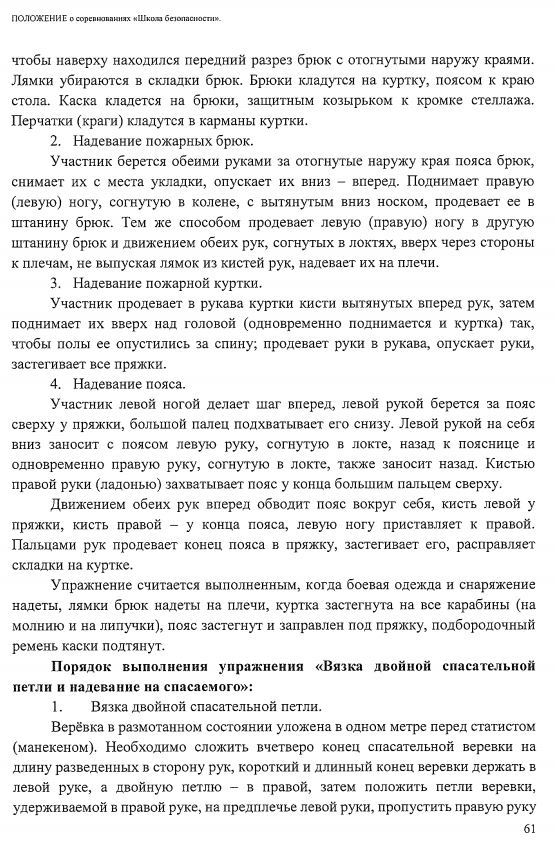 ПОЛОЖЕНИЕ о соревнованиях «Школа безопасности».
чтобы наверху находился передний разрез брюк с отогнутыми наружу краями.
Лямки убираются в складки брюк. Брюки кладутся на куртку, поясом к краю
стола. Каска кладется на брюки, защитным козырьком к кромке стеллажа.
Перчатки (краги) кладутся в карманы куртки.
2. Надевание пожарных брюк.
Участник берется обеими руками за отогнутые наружу края пояса брюк,
снимает их с места укладки, опускает их вниз – вперед. Поднимает правую
(левую) ногу, согнутую в колене, с вытянутым вниз носком, продевает ее в
штанину брюк. Тем же способом продевает левую (правую) ногу в другую
штанину брюк и движением обеих рук, согнутых в локтях, вверх через стороны
к плечам, не выпуская лямок из кистей рук, надевает их на плечи.
3. Надевание пожарной куртки.
Участник продевает в рукава куртки кисти вытянутых вперед рук, затем
поднимает их вверх над головой (одновременно поднимается и куртка) так,
чтобы полы ее опустились за спину; продевает руки в рукава, опускает руки,
застегивает все пряжки.
4. Надевание пояса.
Участник левой ногой делает шаг вперед, левой рукой берется за пояс
сверху у пряжки, большой палец подхватывает его снизу. Левой рукой на себя
вниз заносит с поясом левую руку, согнутую в локте, назад к пояснице и
одновременно правую руку, согнутую в локте, также заносит назад. Кистью
правой руки (ладонью) захватывает пояс у конца большим пальцем сверху.
Движением обеих рук вперед обводит пояс вокруг себя, кисть левой у
пряжки, кисть правой – у конца пояса, левую ногу приставляет к правой.
Пальцами рук продевает конец пояса в пряжку, застегивает его, расправляет
складки на куртке.
Упражнение считается выполненным, когда боевая одежда и снаряжение
надеты, лямки брюк надеты на плечи, куртка застегнута на все карабины (на
молнию и на липучки), пояс застегнут и заправлен под пряжку, подбородочный
ремень каски подтянут.
Порядок выполнения упражнения «Вязка двойной спасательной
петли и надевание на спасаемого»:
1. Вязка двойной спасательной петли.
Верёвка в размотанном состоянии уложена в одном метре перед статистом
(манекеном). Необходимо сложить вчетверо конец спасательной веревки на
длину разведенных в сторону рук, короткий и длинный конец веревки держать в
левой руке, а двойную петлю – в правой, затем положить петли веревки,
удерживаемой в правой руке, на предплечье левой руки, пропустить правую руку
61